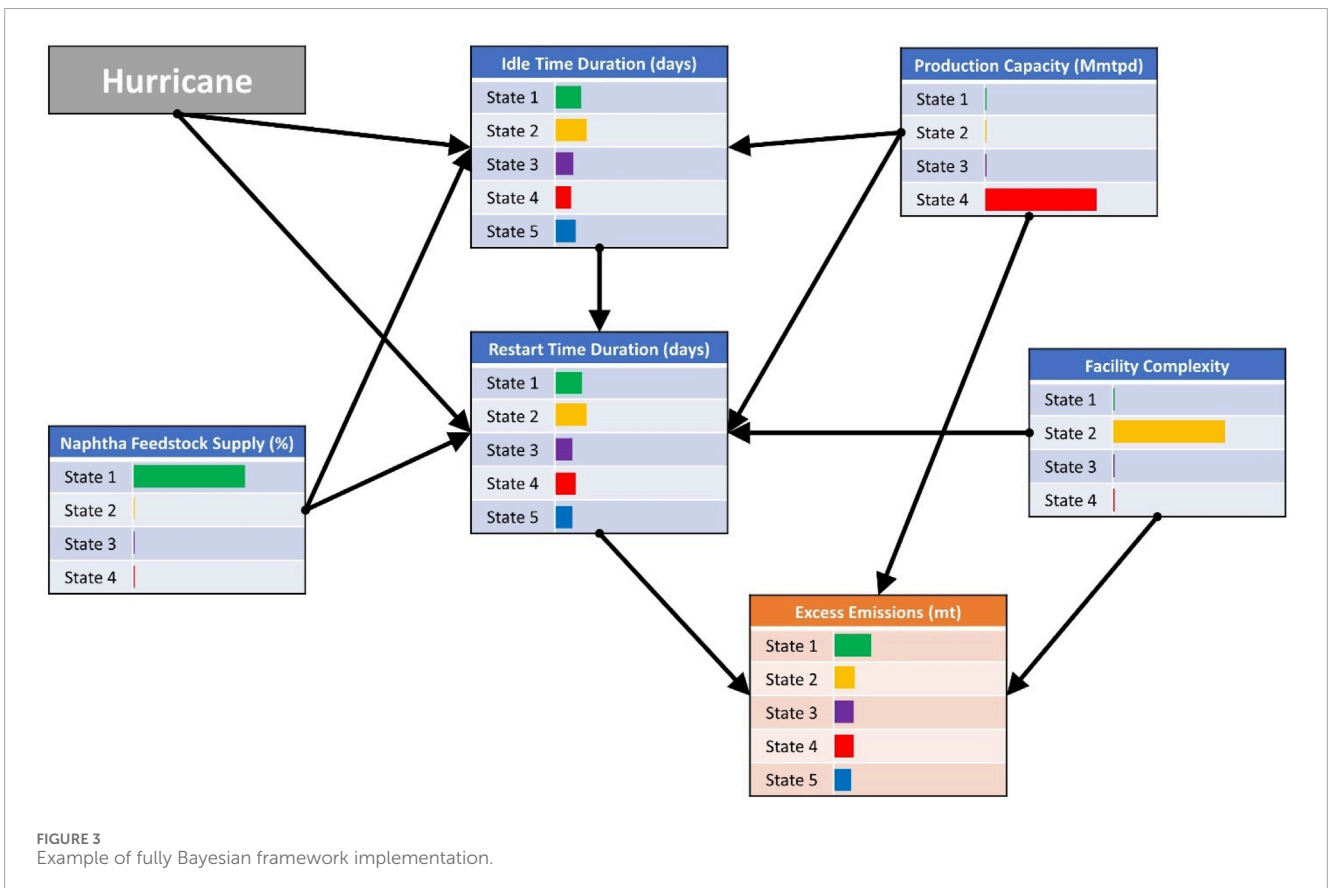 Hurricane
Idle Time Duration (days)
State 1
State 2
State 3
State 4
State 5
Production Capacity (Mmtpd)
State 1
State 2
State 3
State 4
Restart Time Duration (days)
State 1
State 2
State 3
State 4
State 5
Facility Complexity
State 1
State 2
State 3
State 4
Naphtha Feedstock Supply (%)
State 1
State 2
State 3
State 4
Excess Emissions (mt)
State 1
State 2
State 3
State 4
State 5
FIGURE 3
Example of fully Bayesian framework implementation.